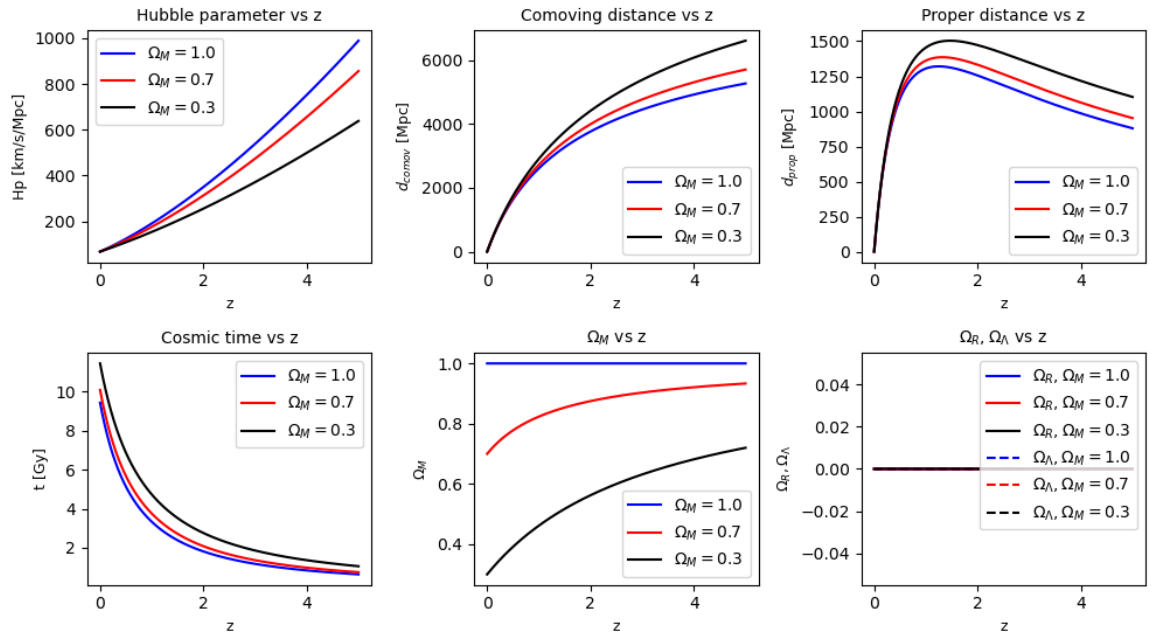 Hubble parameter vs z
Hp [km/s/Mpc]
1000
800
600
400
200
0 2 4
z
Ω_M = 1.0
Ω_M = 0.7
Ω_M = 0.3
Comoving distance vs z
d_comov [Mpc]
6000
4000
2000
0
0 2 4
z
Ω_M = 1.0
Ω_M = 0.7
Ω_M = 0.3
Proper distance vs z
d_prop [Mpc]
1500
1250
1000
750
500
250
0
0 2 4
z
Ω_M = 1.0
Ω_M = 0.7
Ω_M = 0.3
Cosmic time vs z
t [Gy]
10
8
6
4
2
0 2 4
z
Ω_M = 1.0
Ω_M = 0.7
Ω_M = 0.3
Ω_M vs z
Ω_M
1.0
0.8
0.6
0.4
0 2 4
z
Ω_M = 1.0
Ω_M = 0.7
Ω_M = 0.3
Ω_R, Ω_Λ vs z
Ω_R, Ω_Λ
0.04
0.02
0.00
−0.02
−0.04
0 2 4
z
Ω_R, Ω_M = 1.0
Ω_R, Ω_M = 0.7
Ω_R, Ω_M = 0.3
Ω_Λ, Ω_M = 1.0
Ω_Λ, Ω_M = 0.7
Ω_Λ, Ω_M = 0.3